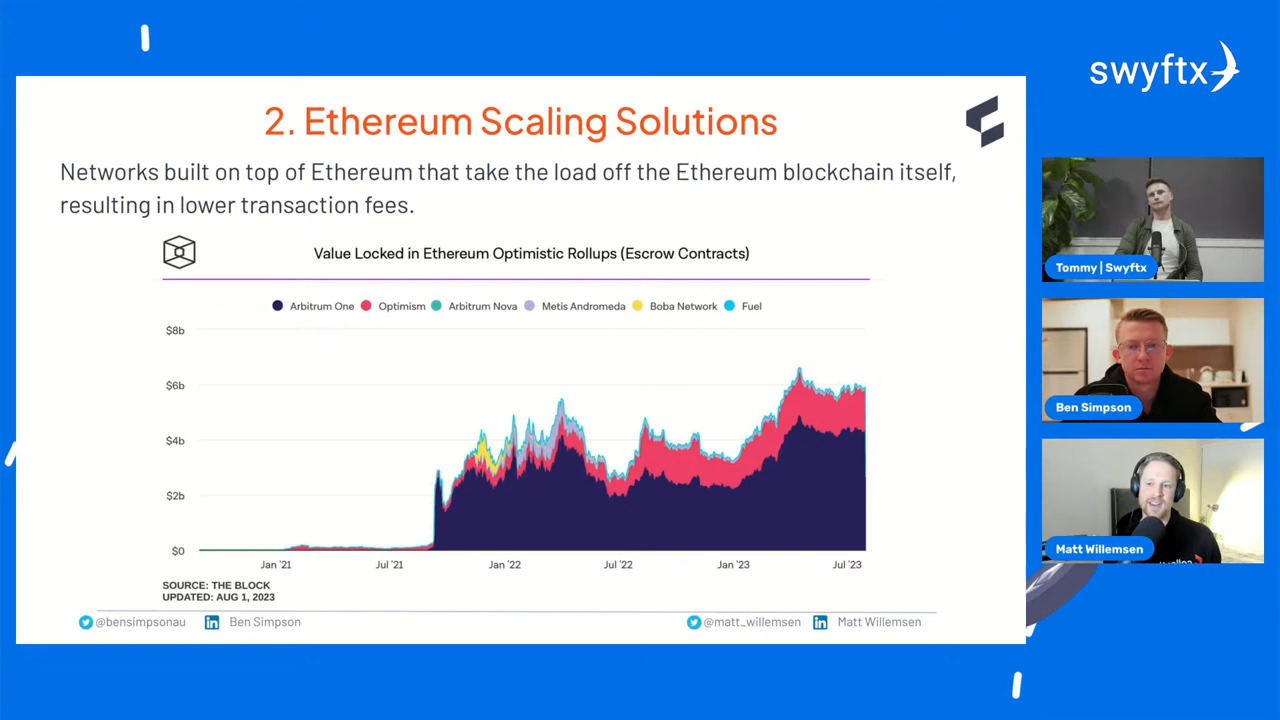 swyftx
2. Ethereum Scaling Solutions
Networks built on top of Ethereum that take the load off the Ethereum blockchain itself,
resulting in lower transaction fees.
Value Locked in Ethereum Optimistic Rollups (Escrow Contracts)
Arbitrum One Optimism Arbitrum Nova Metis Andromeda Boba Network Fuel
$8b
$6b
$4b
$2b
$0
Jan '21 Jul '21 Jan '22 Jul '22 Jan '23 Jul '23
SOURCE: THE BLOCK
UPDATED: AUG 1, 2023
@bensimpsonau Ben Simpson @matt_willemsen Matt Willemsen
Tommy | Swyftx
Ben Simpson
Matt Willemsen